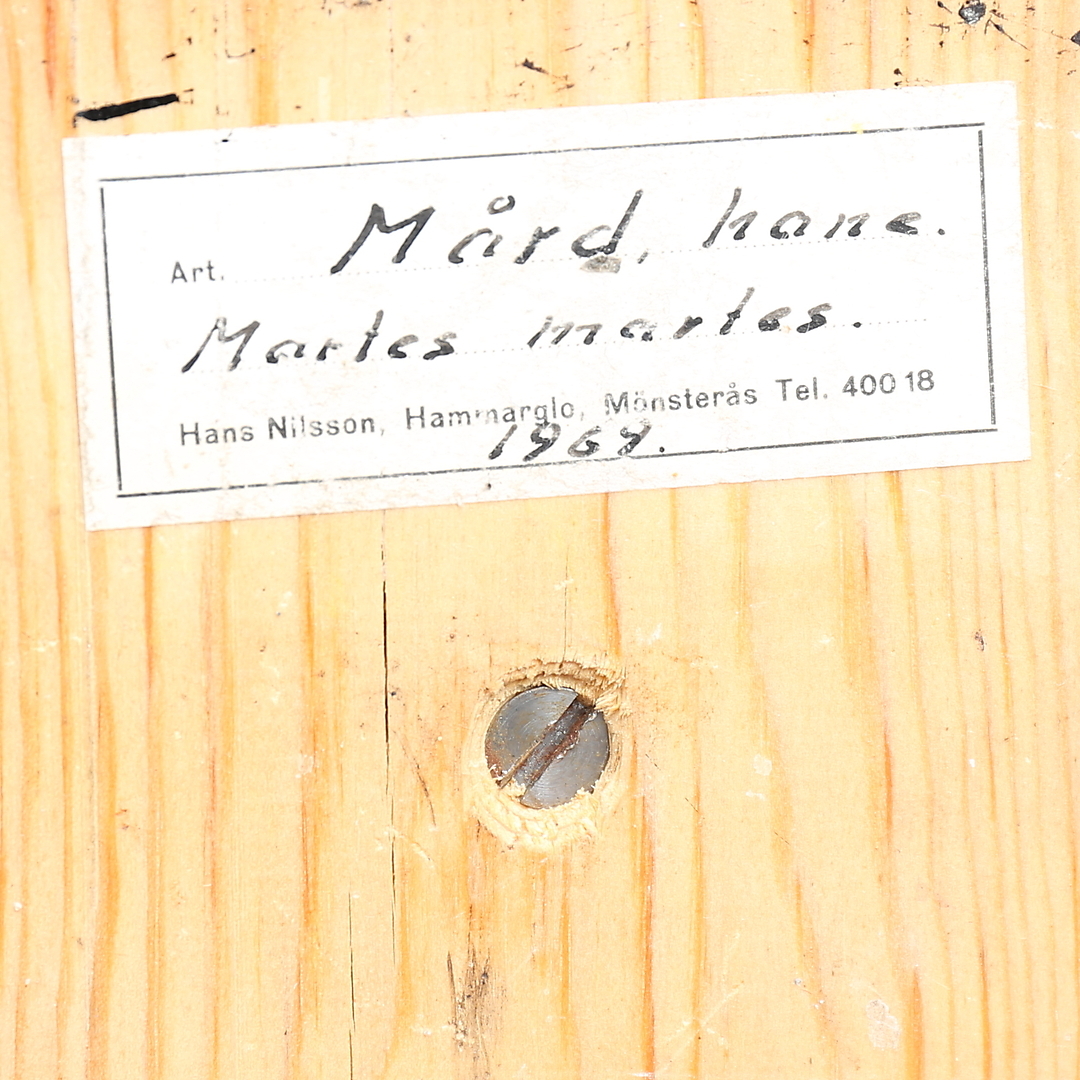 Art. Mård, hane.
Martes martes.
Hans Nilsson, Hammarglo, Mönsterås Tel. 400 18
1969.